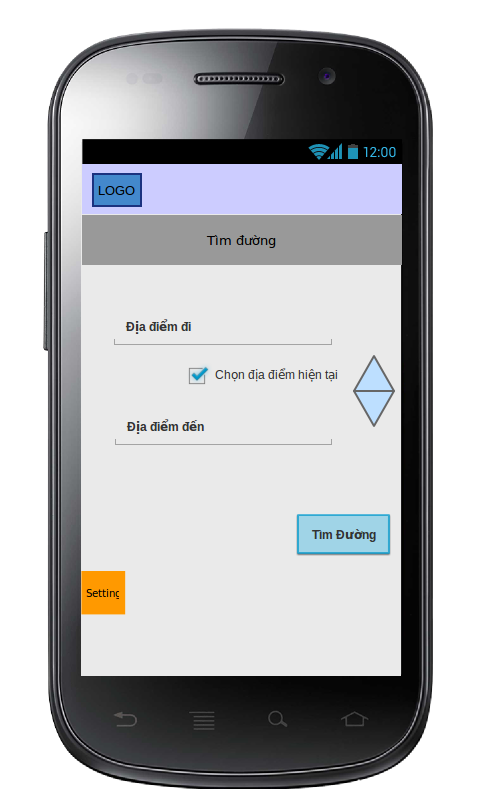 12:00
LOGO
Tìm đường
Địa điểm đi
Chọn địa điểm hiện tại
Địa điểm đến
Tìm Đường
Setting